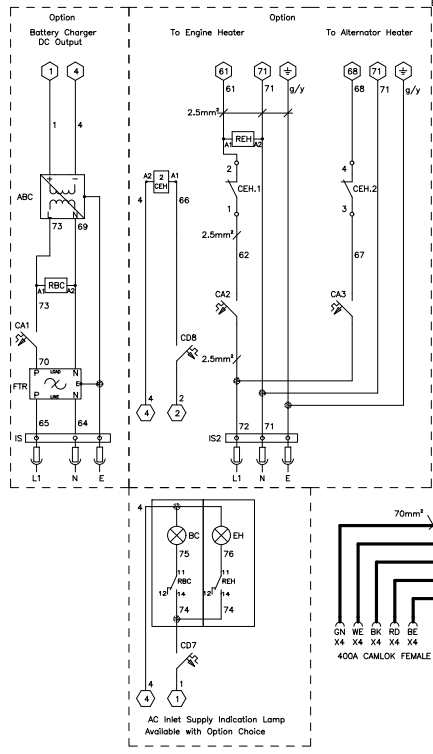 Option
Battery Charger
DC Output
Option
To Engine Heater
To Alternator Heater
1
4
61
71
68
71
1
4
61
71
g/y
68
71
g/y
2.5mm²
REH
A1
A2
ABC
+
-
L
N
73
69
A2
2
CEH
A1
4
66
2
CEH.1
1
4
CEH.2
3
2.5mm²
62
67
RBC
A1
A2
73
CA1
CA2
CA3
CD8
2.5mm²
70
FTR
P
LOAD
N
E
P
LINE
N
65
64
4
2
4
2
72
71
IS
IS2
L1
N
E
L1
N
E
4
BC
EH
75
76
11
RBC
12
14
11
REH
12
14
74
74
CD7
4
1
4
1
AC Inlet Supply Indication Lamp
Available with Option Choice
70mm²
GN
WE
BK
RD
BE
X4
X4
X4
X4
X4
400A CAMLOK FEMALE